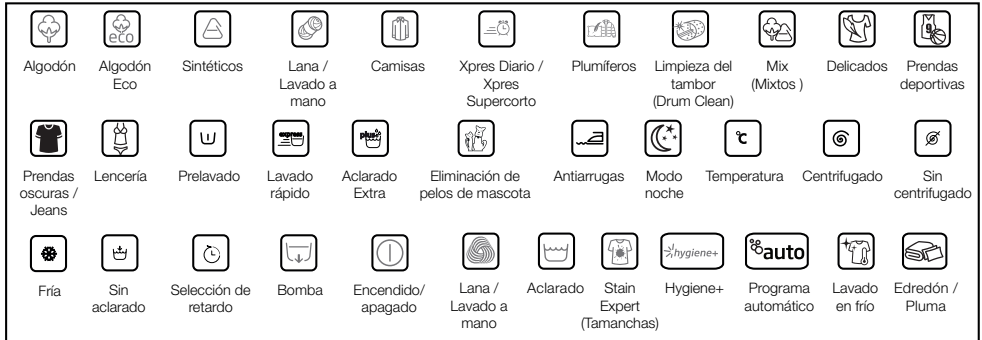 eco
Algodón
Algodón
Eco
Sintéticos
Lana /
Lavado a
mano
Camisas
Xpres Diario /
Xpres
Supercorto
Plumíferos
Limpieza del
tambor
(Drum Clean)
Mix
(Mixtos )
Delicados
9
Prendas
deportivas
Prendas
oscuras /
Jeans
Lencería
Prelavado
express
Lavado
rápido
plus+
Aclarado
Extra
Eliminación de
pelos de mascota
Antiarrugas
Modo
noche
°C
Temperatura
Centrifugado
Sin
centrifugado
Fría
Sin
aclarado
Selección de
retardo
Bomba
Encendido/
apagado
Lana /
Lavado a
mano
Aclarado
Stain
Expert
(Tamanchas)
hygiene+
Hygiene+
auto
Programa
automático
Lavado
en frío
Edredón /
Pluma